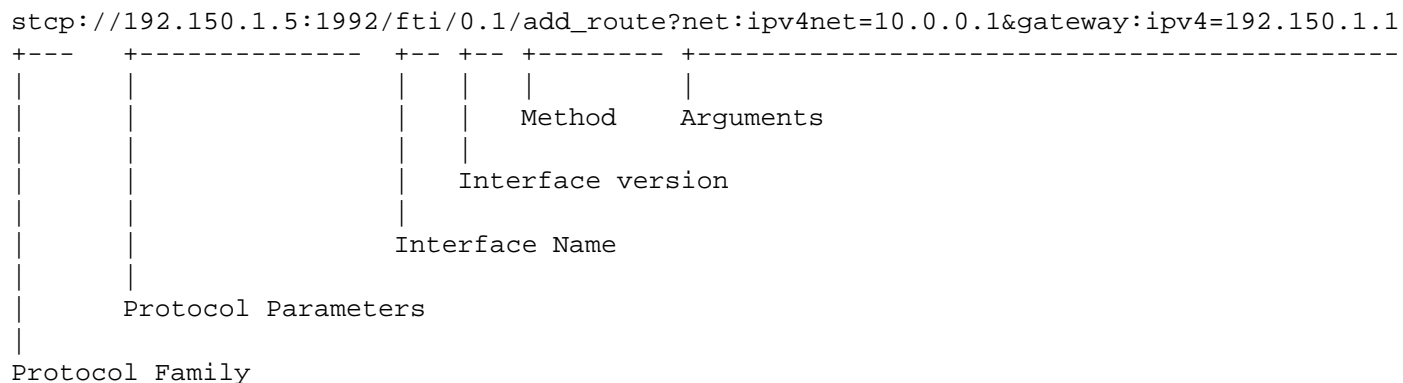 stcp://192.150.1.5:1992/fti/0.1/add_route?net:ipv4net=10.0.0.1&gateway:ipv4=192.150.1.1
Method Arguments
Interface version
Interface Name
Protocol Parameters
Protocol Family